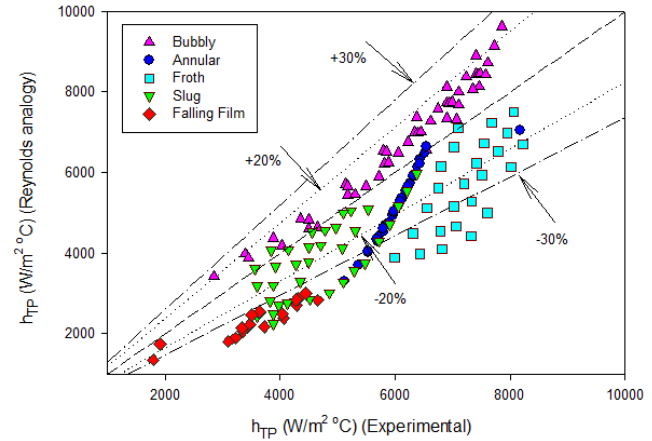 10000
8000
6000
4000
2000
h_TP (W/m² °C) (Reynolds analogy)
Bubbly
Annular
Froth
Slug
Falling Film
+30%
+20%
-30%
-20%
2000 4000 6000 8000 10000
h_TP (W/m² °C) (Experimental)